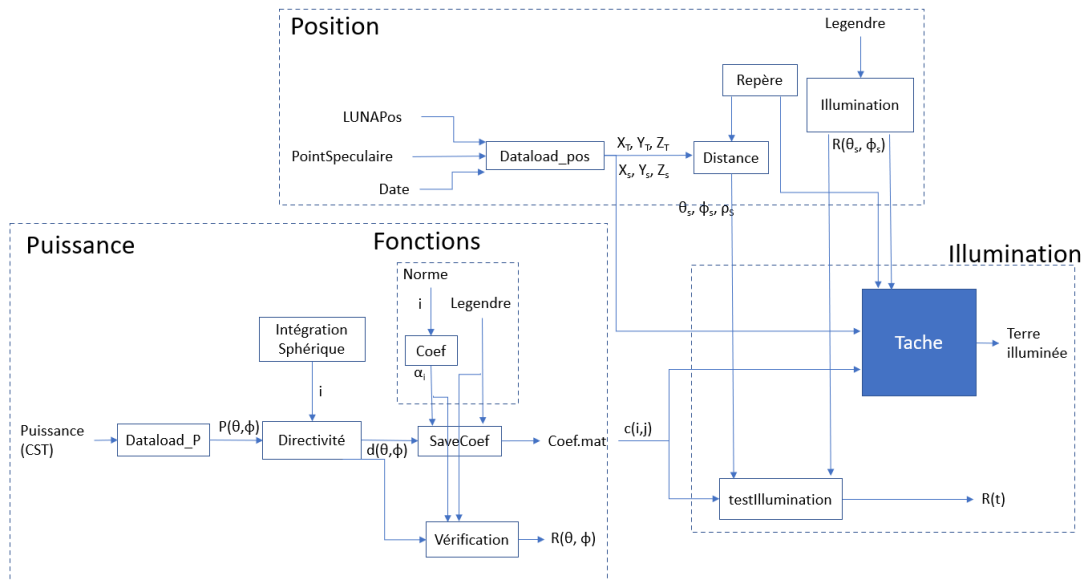 Position
Legendre
Repère
Illumination
LUNAPos
PointSpeculaire
Date
Dataload_pos
X_T, Y_T, Z_T
X_s, Y_s, Z_s
Distance
R(θ_s, ϕ_s)
θ_s, ϕ_s, ρ_s
Puissance
Fonctions
Norme
i
Legendre
Coef
α_i
Intégration
Sphérique
i
Puissance
(CST)
Dataload_P
P(θ,ϕ)
Directivité
d(θ,ϕ)
SaveCoef
Coef.mat
c(i,j)
Vérification
R(θ, ϕ)
Illumination
Tache
Terre
illuminée
testIllumination
R(t)